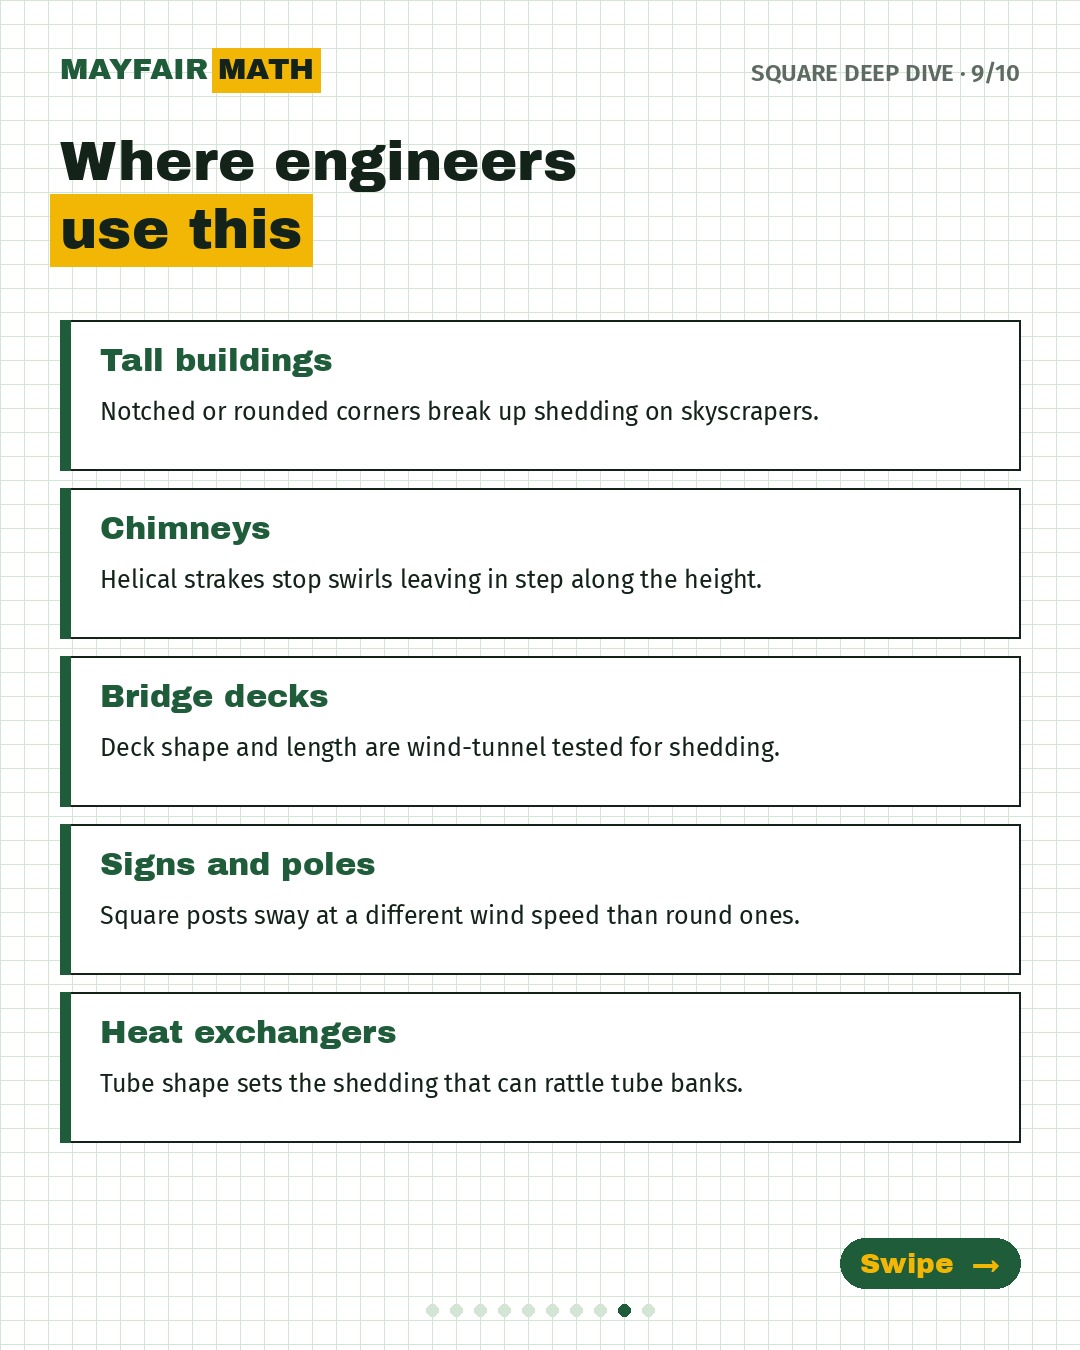 MAYFAIR MATH
SQUARE DEEP DIVE · 9/10
Where engineers
use this
Tall buildings
Notched or rounded corners break up shedding on skyscrapers.
Chimneys
Helical strakes stop swirls leaving in step along the height.
Bridge decks
Deck shape and length are wind-tunnel tested for shedding.
Signs and poles
Square posts sway at a different wind speed than round ones.
Heat exchangers
Tube shape sets the shedding that can rattle tube banks.
Swipe →